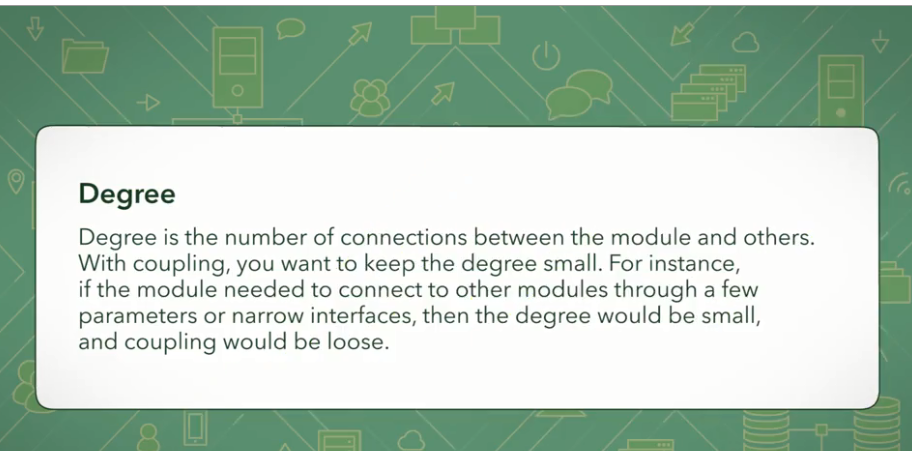 Degree
Degree is the number of connections between the module and others.
With coupling, you want to keep the degree small. For instance,
if the module needed to connect to other modules through a few
parameters or narrow interfaces, then the degree would be small,
and coupling would be loose.